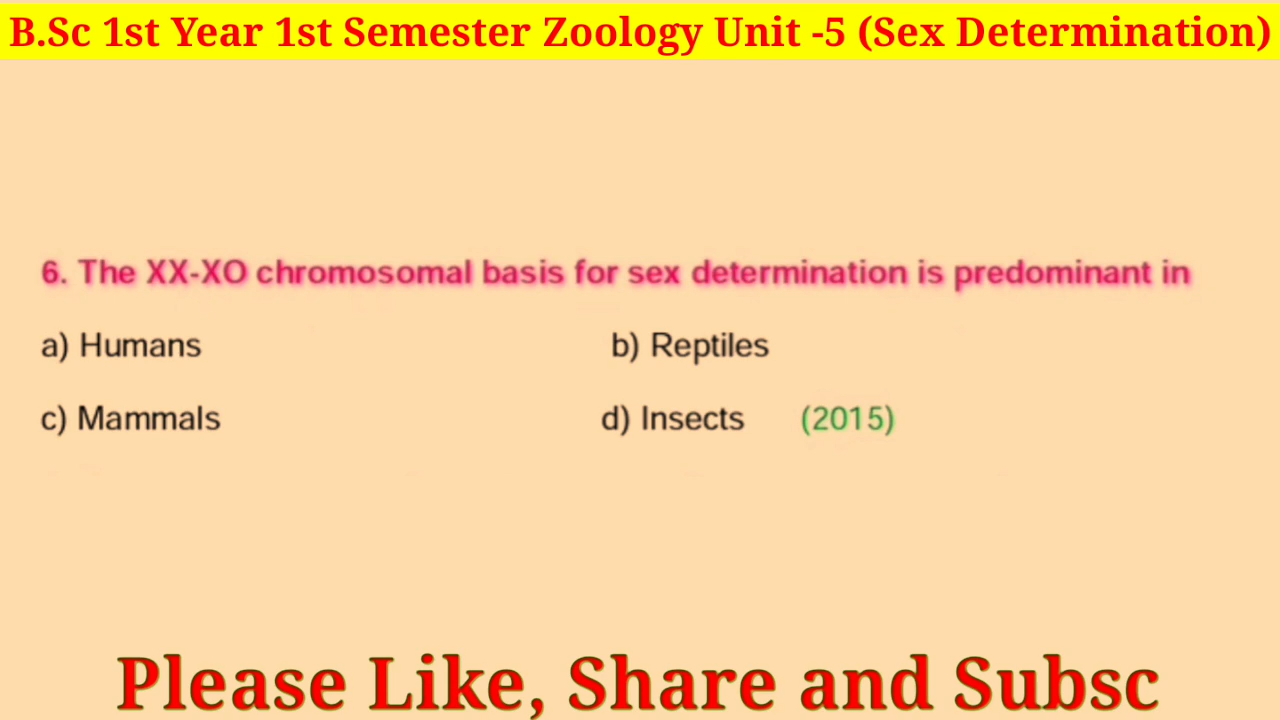 B.Sc 1st Year 1st Semester Zoology Unit -5 (Sex Determination)
6. The XX-XO chromosomal basis for sex determination is predominant in
a) Humans b) Reptiles
c) Mammals d) Insects (2015)
Please Like, Share and Subsc